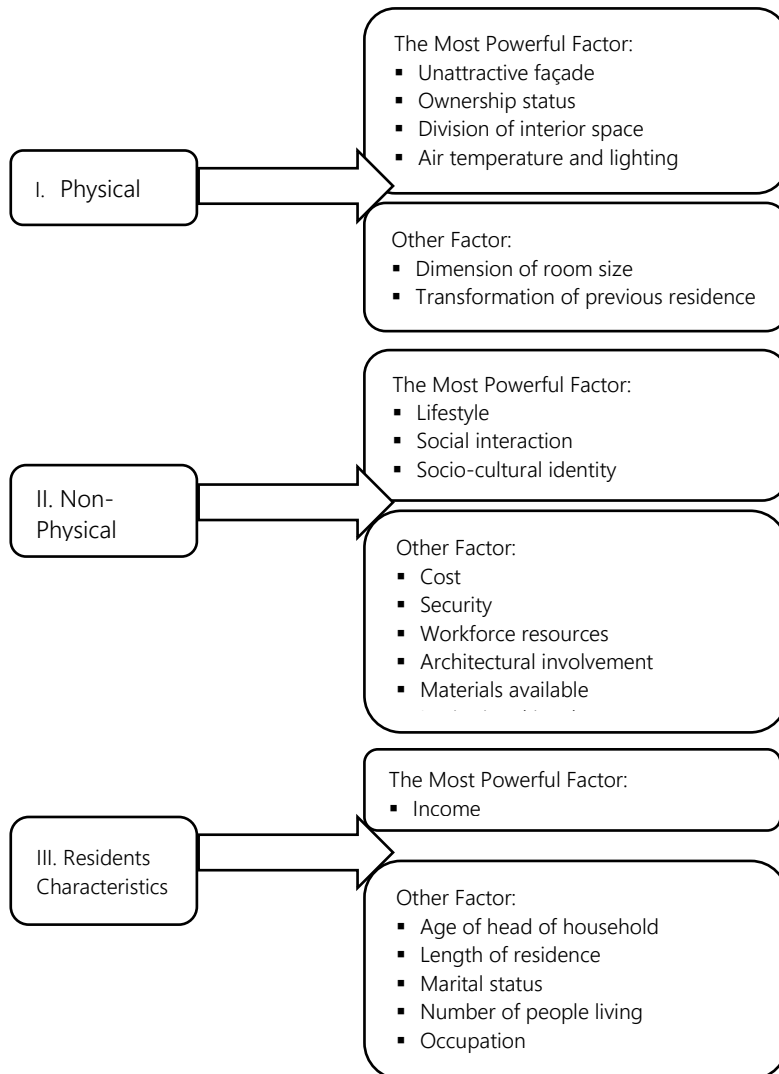 The Most Powerful Factor:
▪ Unattractive façade
▪ Ownership status
▪ Division of interior space
▪ Air temperature and lighting
I. Physical
Other Factor:
▪ Dimension of room size
▪ Transformation of previous residence
The Most Powerful Factor:
▪ Lifestyle
▪ Social interaction
▪ Socio-cultural identity
II. Non-
Physical
Other Factor:
▪ Cost
▪ Security
▪ Workforce resources
▪ Architectural involvement
▪ Materials available
The Most Powerful Factor:
▪ Income
III. Residents
Characteristics
Other Factor:
▪ Age of head of household
▪ Length of residence
▪ Marital status
▪ Number of people living
▪ Occupation